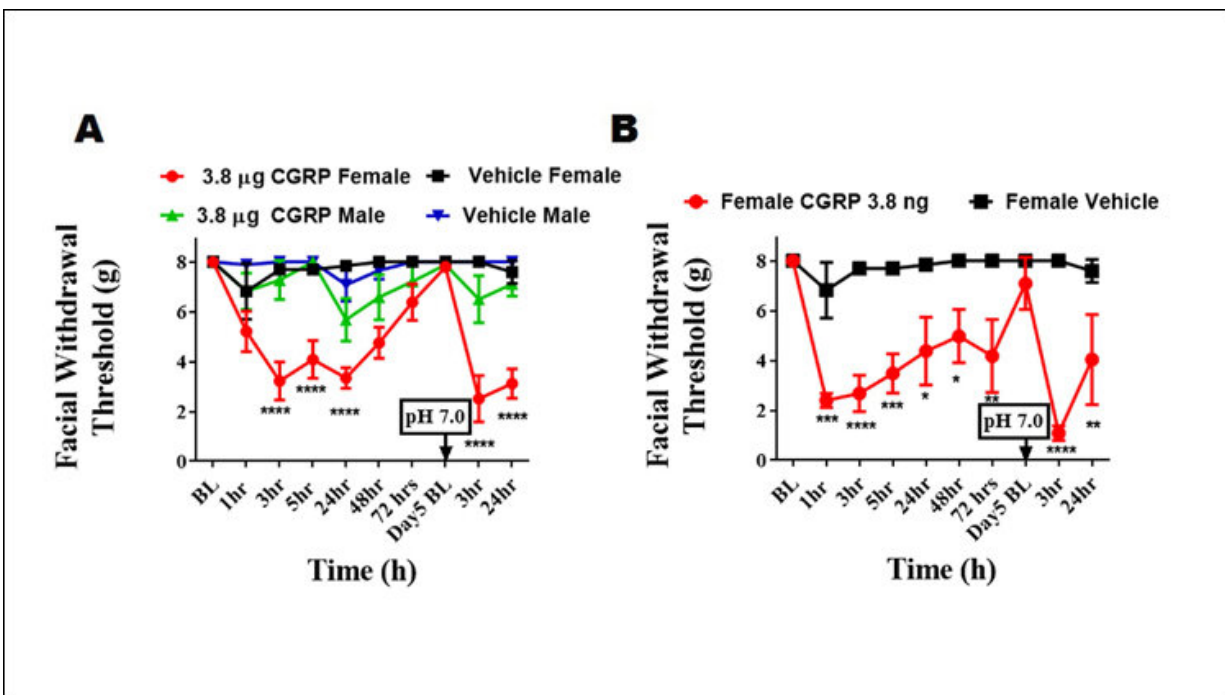 A
3.8 μg CGRP Female
Vehicle Female
3.8 μg CGRP Male
Vehicle Male
Facial Withdrawal
Threshold (g)
8
6
4
2
0
pH 7.0
****
****
****
****
****
BL
1hr
3hr
5hr
24hr
48hr
72 hrs
Day5 BL
3hr
24hr
Time (h)
B
Female CGRP 3.8 ng
Female Vehicle
Facial Withdrawal
Threshold (g)
8
6
4
2
0
pH 7.0
***
****
***
*
*
**
****
**
BL
1hr
3hr
5hr
24hr
48hr
72 hrs
Day5 BL
3hr
24hr
Time (h)